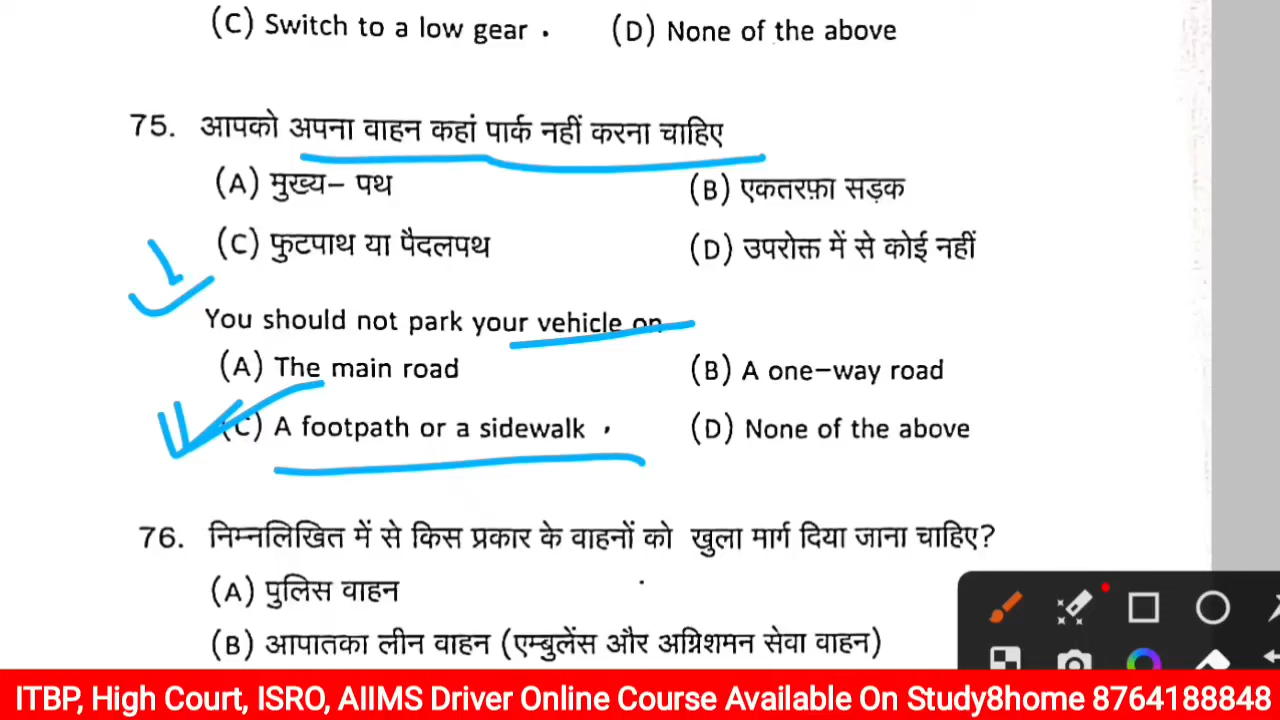 (C) Switch to a low gear . (D) None of the above
75. आपको अपना वाहन कहां पार्क नहीं करना चाहिए
(A) मुख्य– पथ (B) एकतरफ़ा सड़क
(C) फुटपाथ या पैदलपथ (D) उपरोक्त में से कोई नहीं
You should not park your vehicle on
(A) The main road (B) A one–way road
(C) A footpath or a sidewalk , (D) None of the above
76. निम्नलिखित में से किस प्रकार के वाहनों को खुला मार्ग दिया जाना चाहिए?
(A) पुलिस वाहन
(B) आपातका लीन वाहन (एम्बुलेंस और अग्निशमन सेवा वाहन)
ITBP, High Court, ISRO, AIIMS Driver Online Course Available On Study8home 8764188848